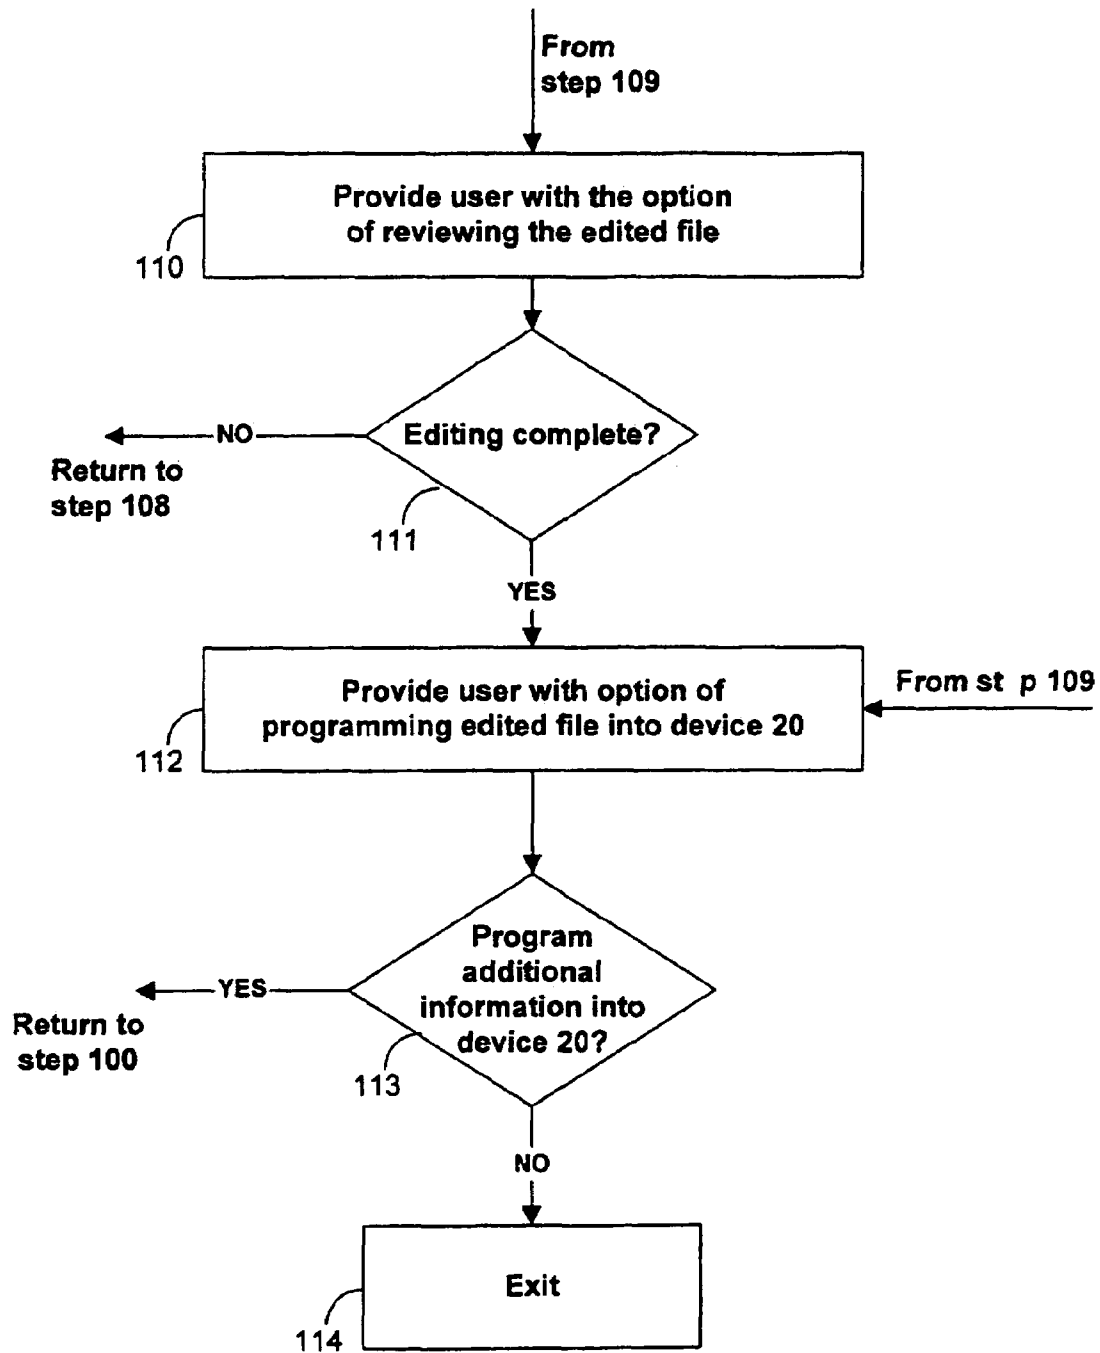 From
step 109
Provide user with the option
of reviewing the edited file
110
Editing complete?
NO
Return to
step 108
111
YES
Provide user with option of
programming edited file into device 20
From st p 109
112
Program
additional
information into
device 20?
YES
Return to
step 100
113
NO
Exit
114